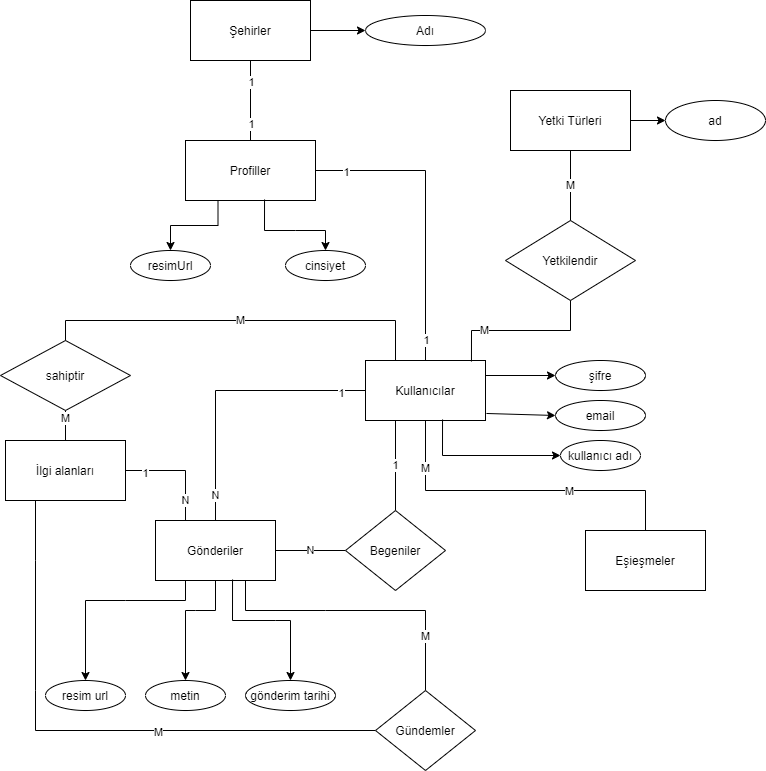 Şehirler
Adı
1
Yetki Türleri
ad
1
Profiller
1
M
resimUrl
cinsiyet
Yetkilendir
M
M
1
sahiptir
Kullanıcılar
şifre
1
email
M
kullanıcı adı
İlgi alanları
1
1
M
N
N
M
Gönderiler
N
Begeniler
Eşieşmeler
M
resim url
metin
gönderim tarihi
Gündemler
M